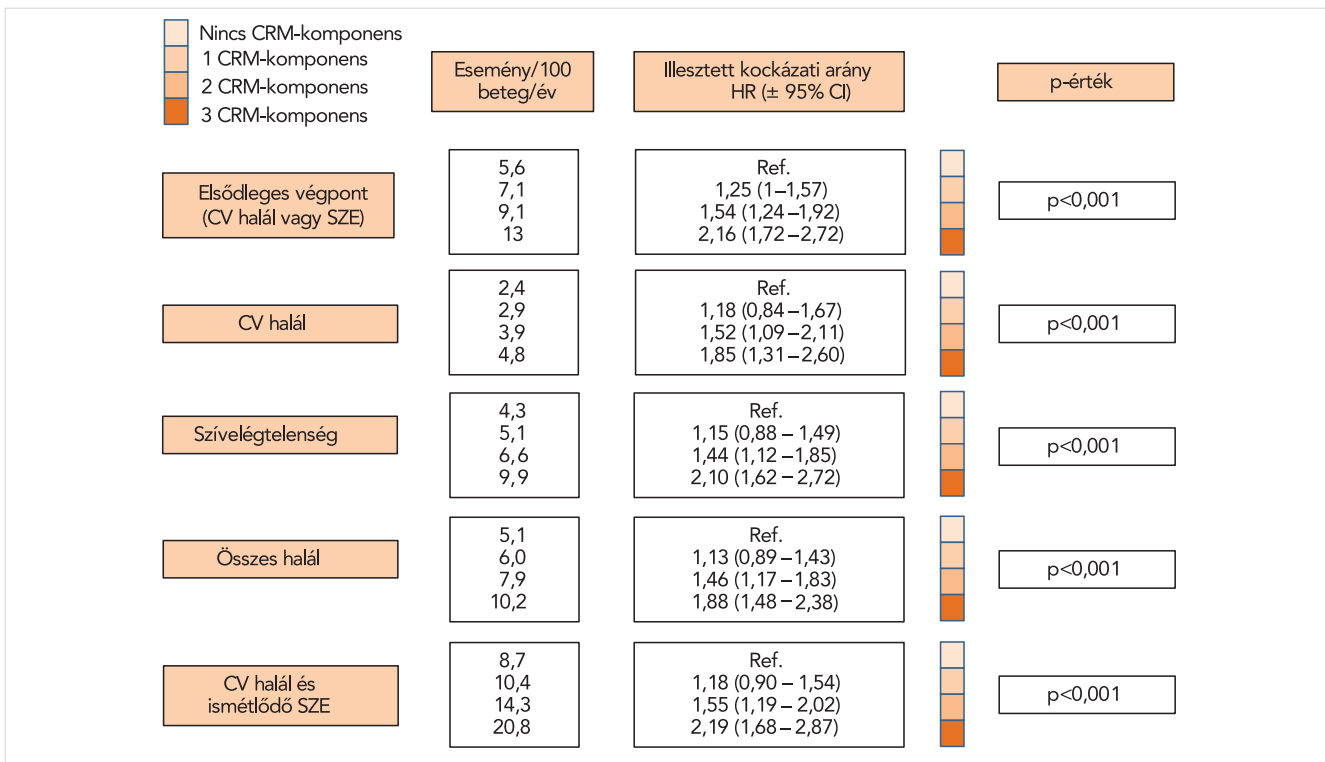 Nincs CRM-komponens
1 CRM-komponens
2 CRM-komponens
3 CRM-komponens
Esemény/100
beteg/év
Illesztett kockázati arány
HR (± 95% CI)
p-érték
Elsődleges végpont
(CV halál vagy SZE)
5,6
7,1
9,1
13
Ref.
1,25 (1–1,57)
1,54 (1,24–1,92)
2,16 (1,72–2,72)
p<0,001
CV halál
2,4
2,9
3,9
4,8
Ref.
1,18 (0,84–1,67)
1,52 (1,09–2,11)
1,85 (1,31–2,60)
p<0,001
Szívelégtelenség
4,3
5,1
6,6
9,9
Ref.
1,15 (0,88 – 1,49)
1,44 (1,12–1,85)
2,10 (1,62 – 2,72)
p<0,001
Összes halál
5,1
6,0
7,9
10,2
Ref.
1,13 (0,89–1,43)
1,46 (1,17–1,83)
1,88 (1,48 – 2,38)
p<0,001
CV halál és
ismétlődő SZE
8,7
10,4
14,3
20,8
Ref.
1,18 (0,90 – 1,54)
1,55 (1,19 – 2,02)
2,19 (1,68 – 2,87)
p<0,001